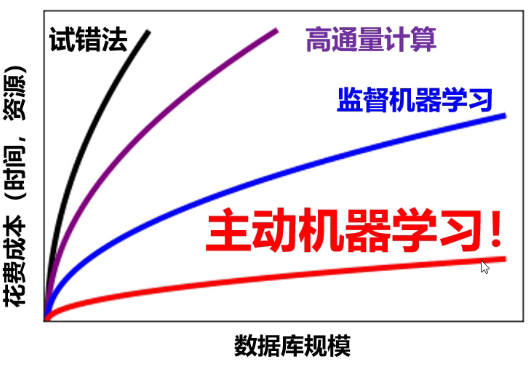 试错法
高通量计算
监督机器学习
主动机器学习!
花费成本(时间,资源)
数据库规模